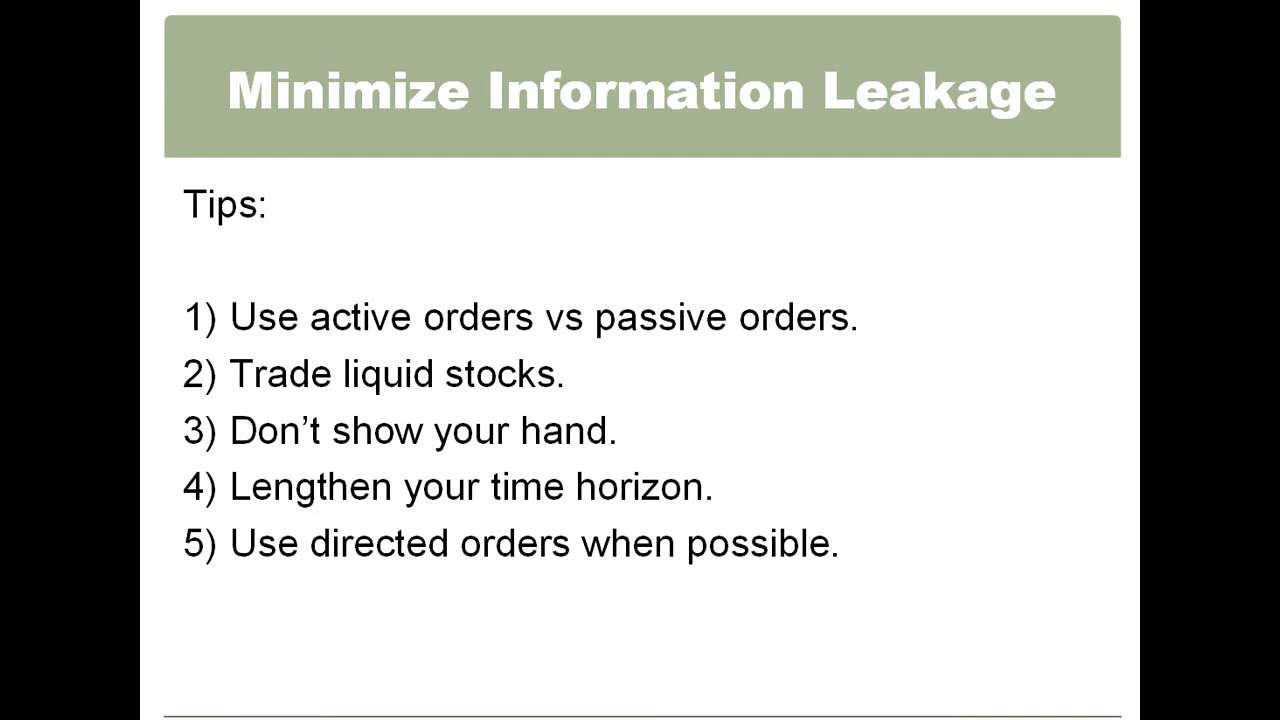 Minimize Information Leakage
Tips:
1) Use active orders vs passive orders.
2) Trade liquid stocks.
3) Don’t show your hand.
4) Lengthen your time horizon.
5) Use directed orders when possible.